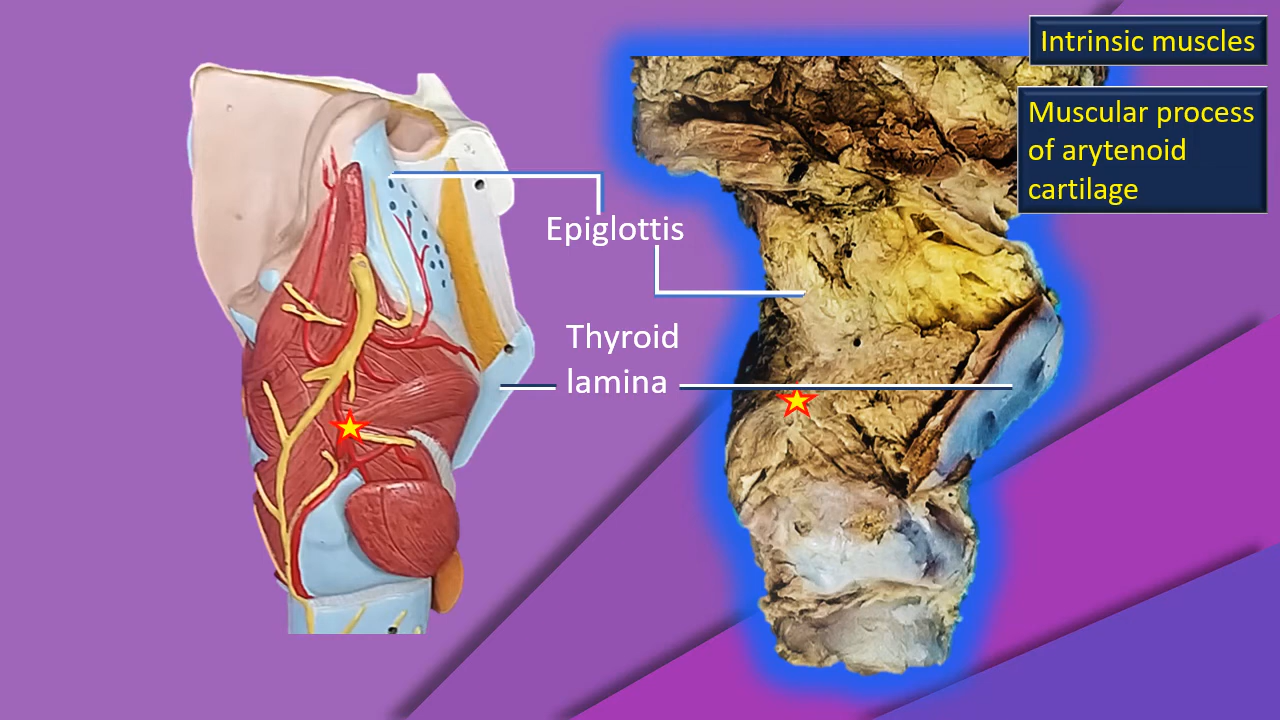 Intrinsic muscles
Muscular process
of arytenoid
cartilage
Epiglottis
Thyroid
lamina